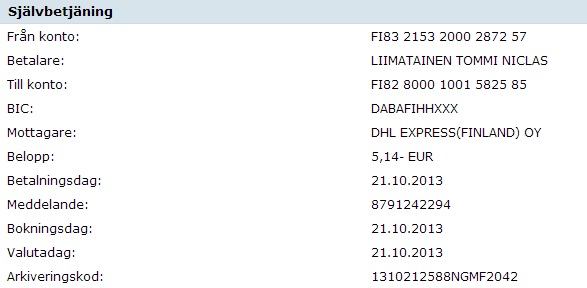 Självbetjäning
Från konto: FI83 2153 2000 2872 57
Betalare: LIIMATAINEN TOMMI NICLAS
Till konto: FI82 8000 1001 5825 85
BIC: DABAFIHHXXX
Mottagare: DHL EXPRESS(FINLAND) OY
Belopp: 5,14- EUR
Betalningsdag: 21.10.2013
Meddelande: 8791242294
Bokningsdag: 21.10.2013
Valutadag: 21.10.2013
Arkiveringskod: 1310212588NGMF2042